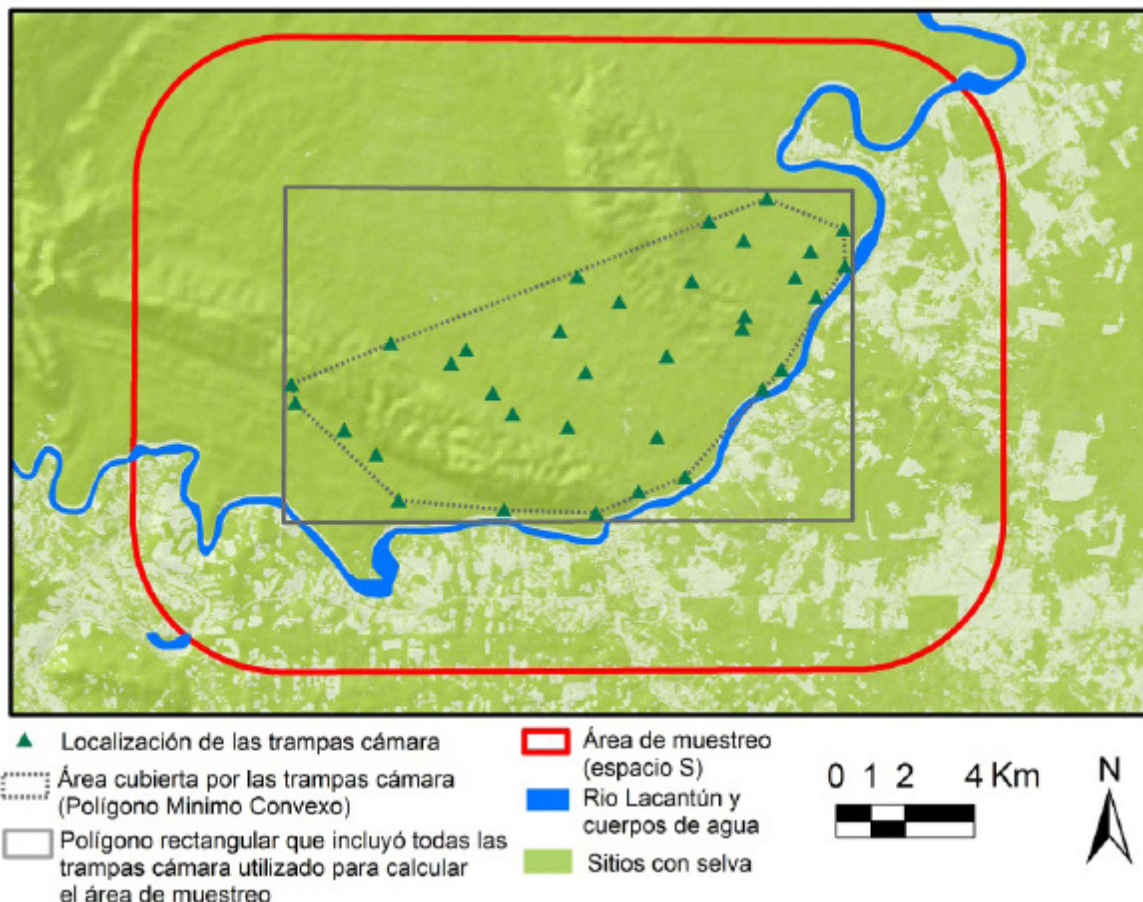 Localización de las trampas cámara
Área cubierta por las trampas cámara
(Polígono Minimo Convexo)
Polígono rectangular que incluyó todas las
trampas cámara utilizado para calcular
el área de muestreo
Área de muestreo
(espacio S)
Rio Lacantún y
cuerpos de agua
Sitios con selva
0 1 2 4 Km
N